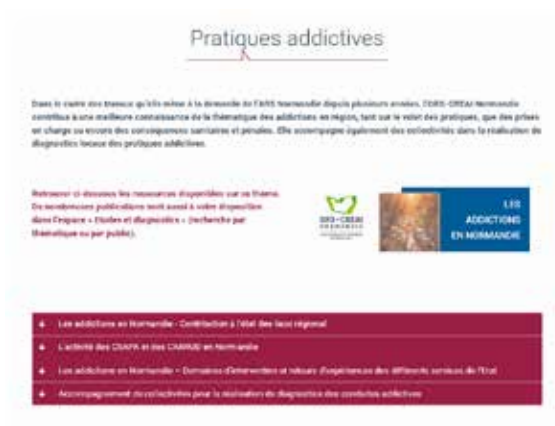 Pratiques addictives
Dans le cadre des travaux qu'elle mène à la demande de l'ARS Normandie depuis plusieurs années, l'ORS-CREAI Normandie
contribue à une meilleure connaissance de la thématique des addictions en région, tant sur le volet des pratiques, que des prises
en charge ou encore des conséquences sanitaires et pénales. Elle accompagne également des collectivités dans la réalisation de
diagnostics locaux des pratiques addictives.
Retrouvez ci-dessous les ressources disponibles sur ce thème.
De nombreuses publications sont aussi à votre disposition
dans l'espace « Etudes et diagnostics » (recherche par
thématique ou par public).
ORS-CREAI
NORMANDIE
LES
ADDICTIONS
EN NORMANDIE
+ Les addictions en Normandie - Contribution à l'état des lieux régional
+ L'activité des CSAPA et des CAARUD en Normandie
+ Les addictions en Normandie – Domaines d'intervention et retours d'expériences des différents services de l'Etat
+ Accompagnement de collectivités pour la réalisation de diagnostics des conduites addictives